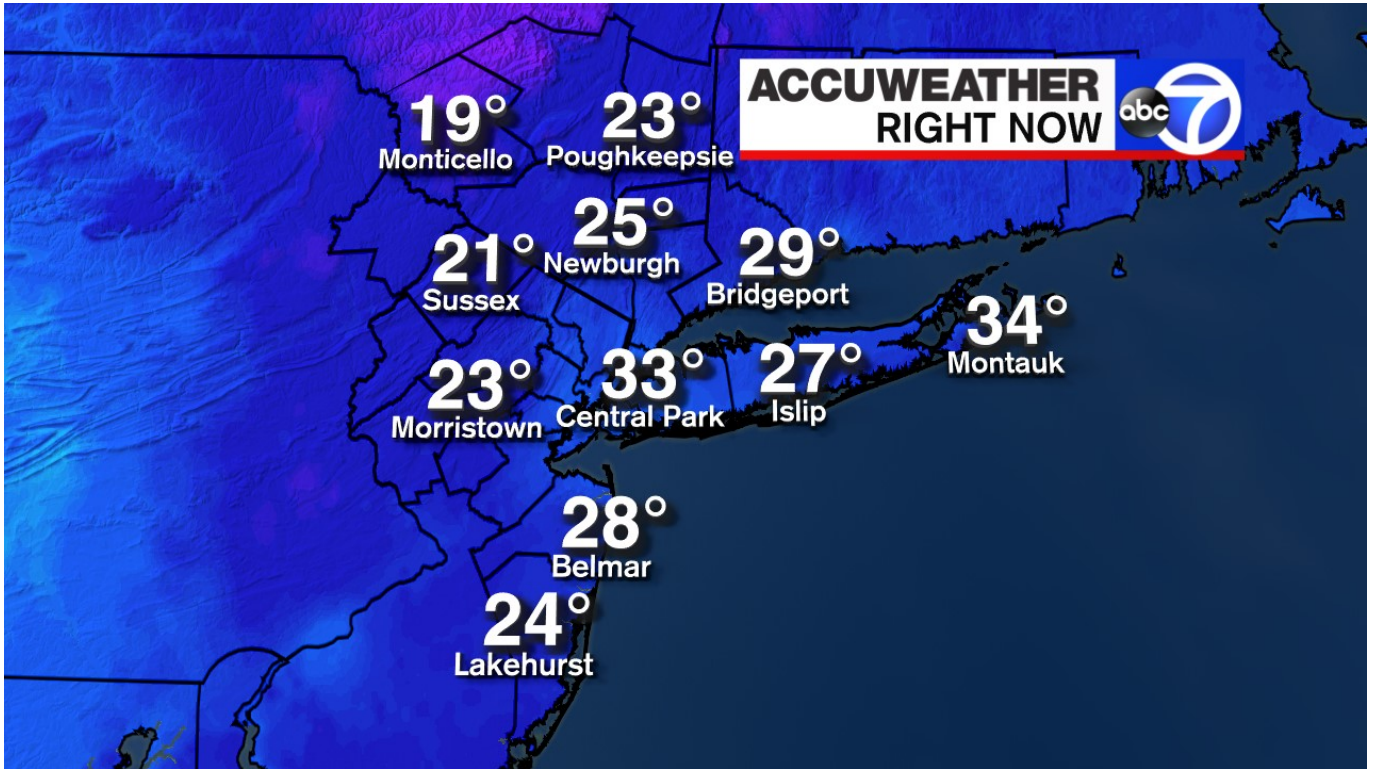 ACCUWEATHER
RIGHT NOW
abc 7
19°
Monticello
23°
Poughkeepsie
25°
Newburgh
21°
Sussex
29°
Bridgeport
34°
Montauk
23°
Morristown
33°
Central Park
27°
Islip
28°
Belmar
24°
Lakehurst